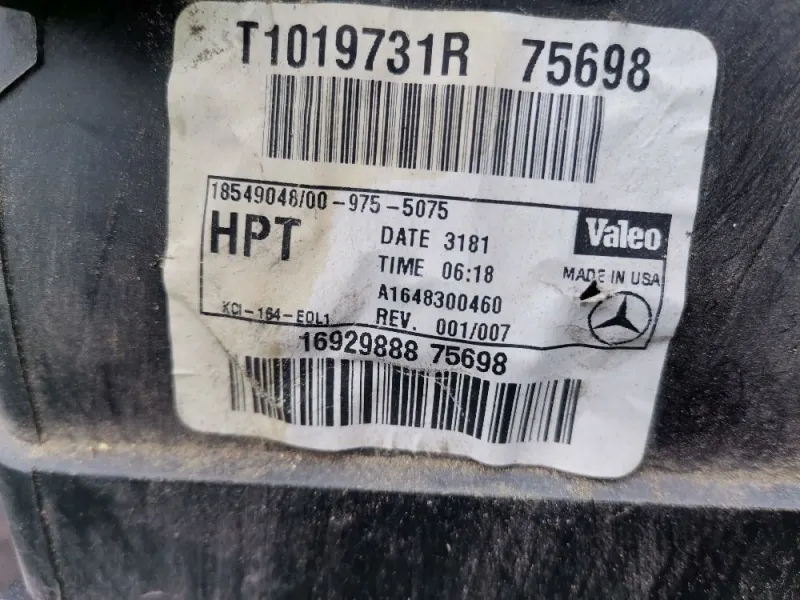 T1019731R 75698
18549048/00-975-5075
HPT
DATE 3181
Valeo
TIME 06:18
MADE IN USA
A1648300460
KCI-164-EOL1
REV. 001/007
16929888 75698